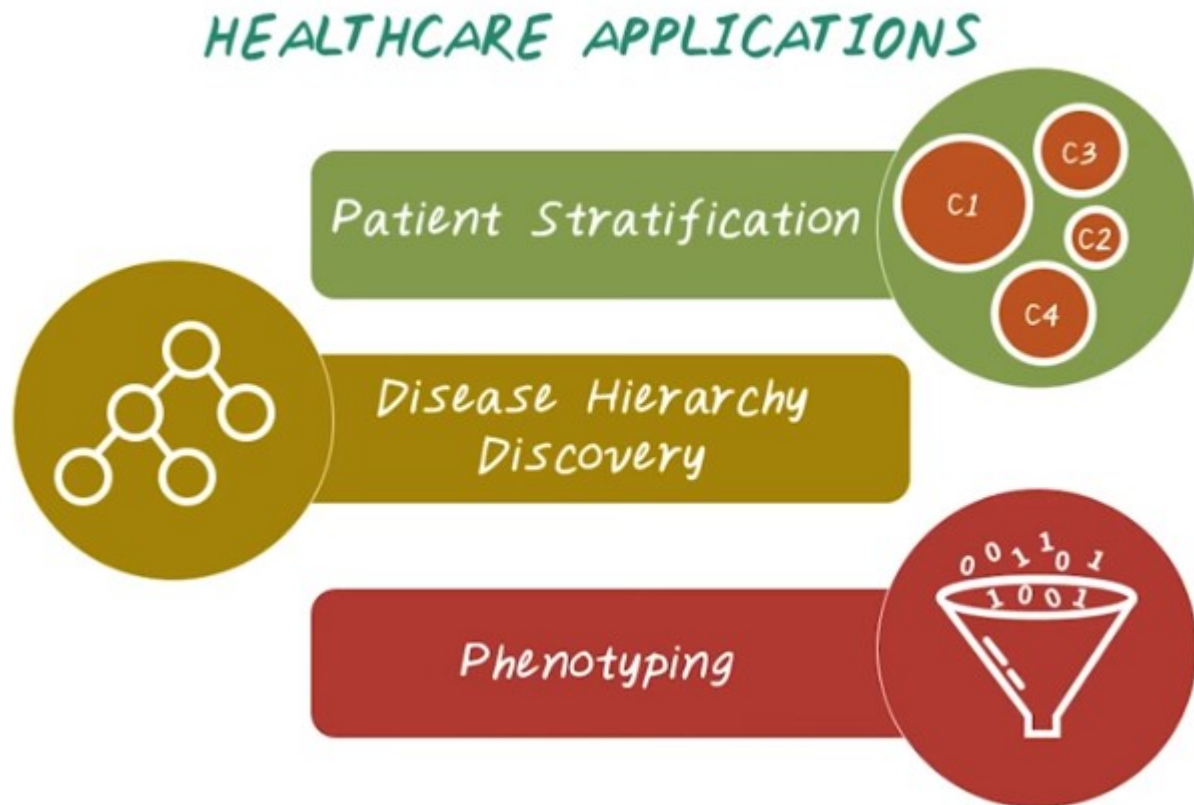 HEALTHCARE APPLICATIONS
Patient Stratification
C1
C3
C2
C4
Disease Hierarchy
Discovery
Phenotyping
0 0 1 1 0 1
1 0 0 1